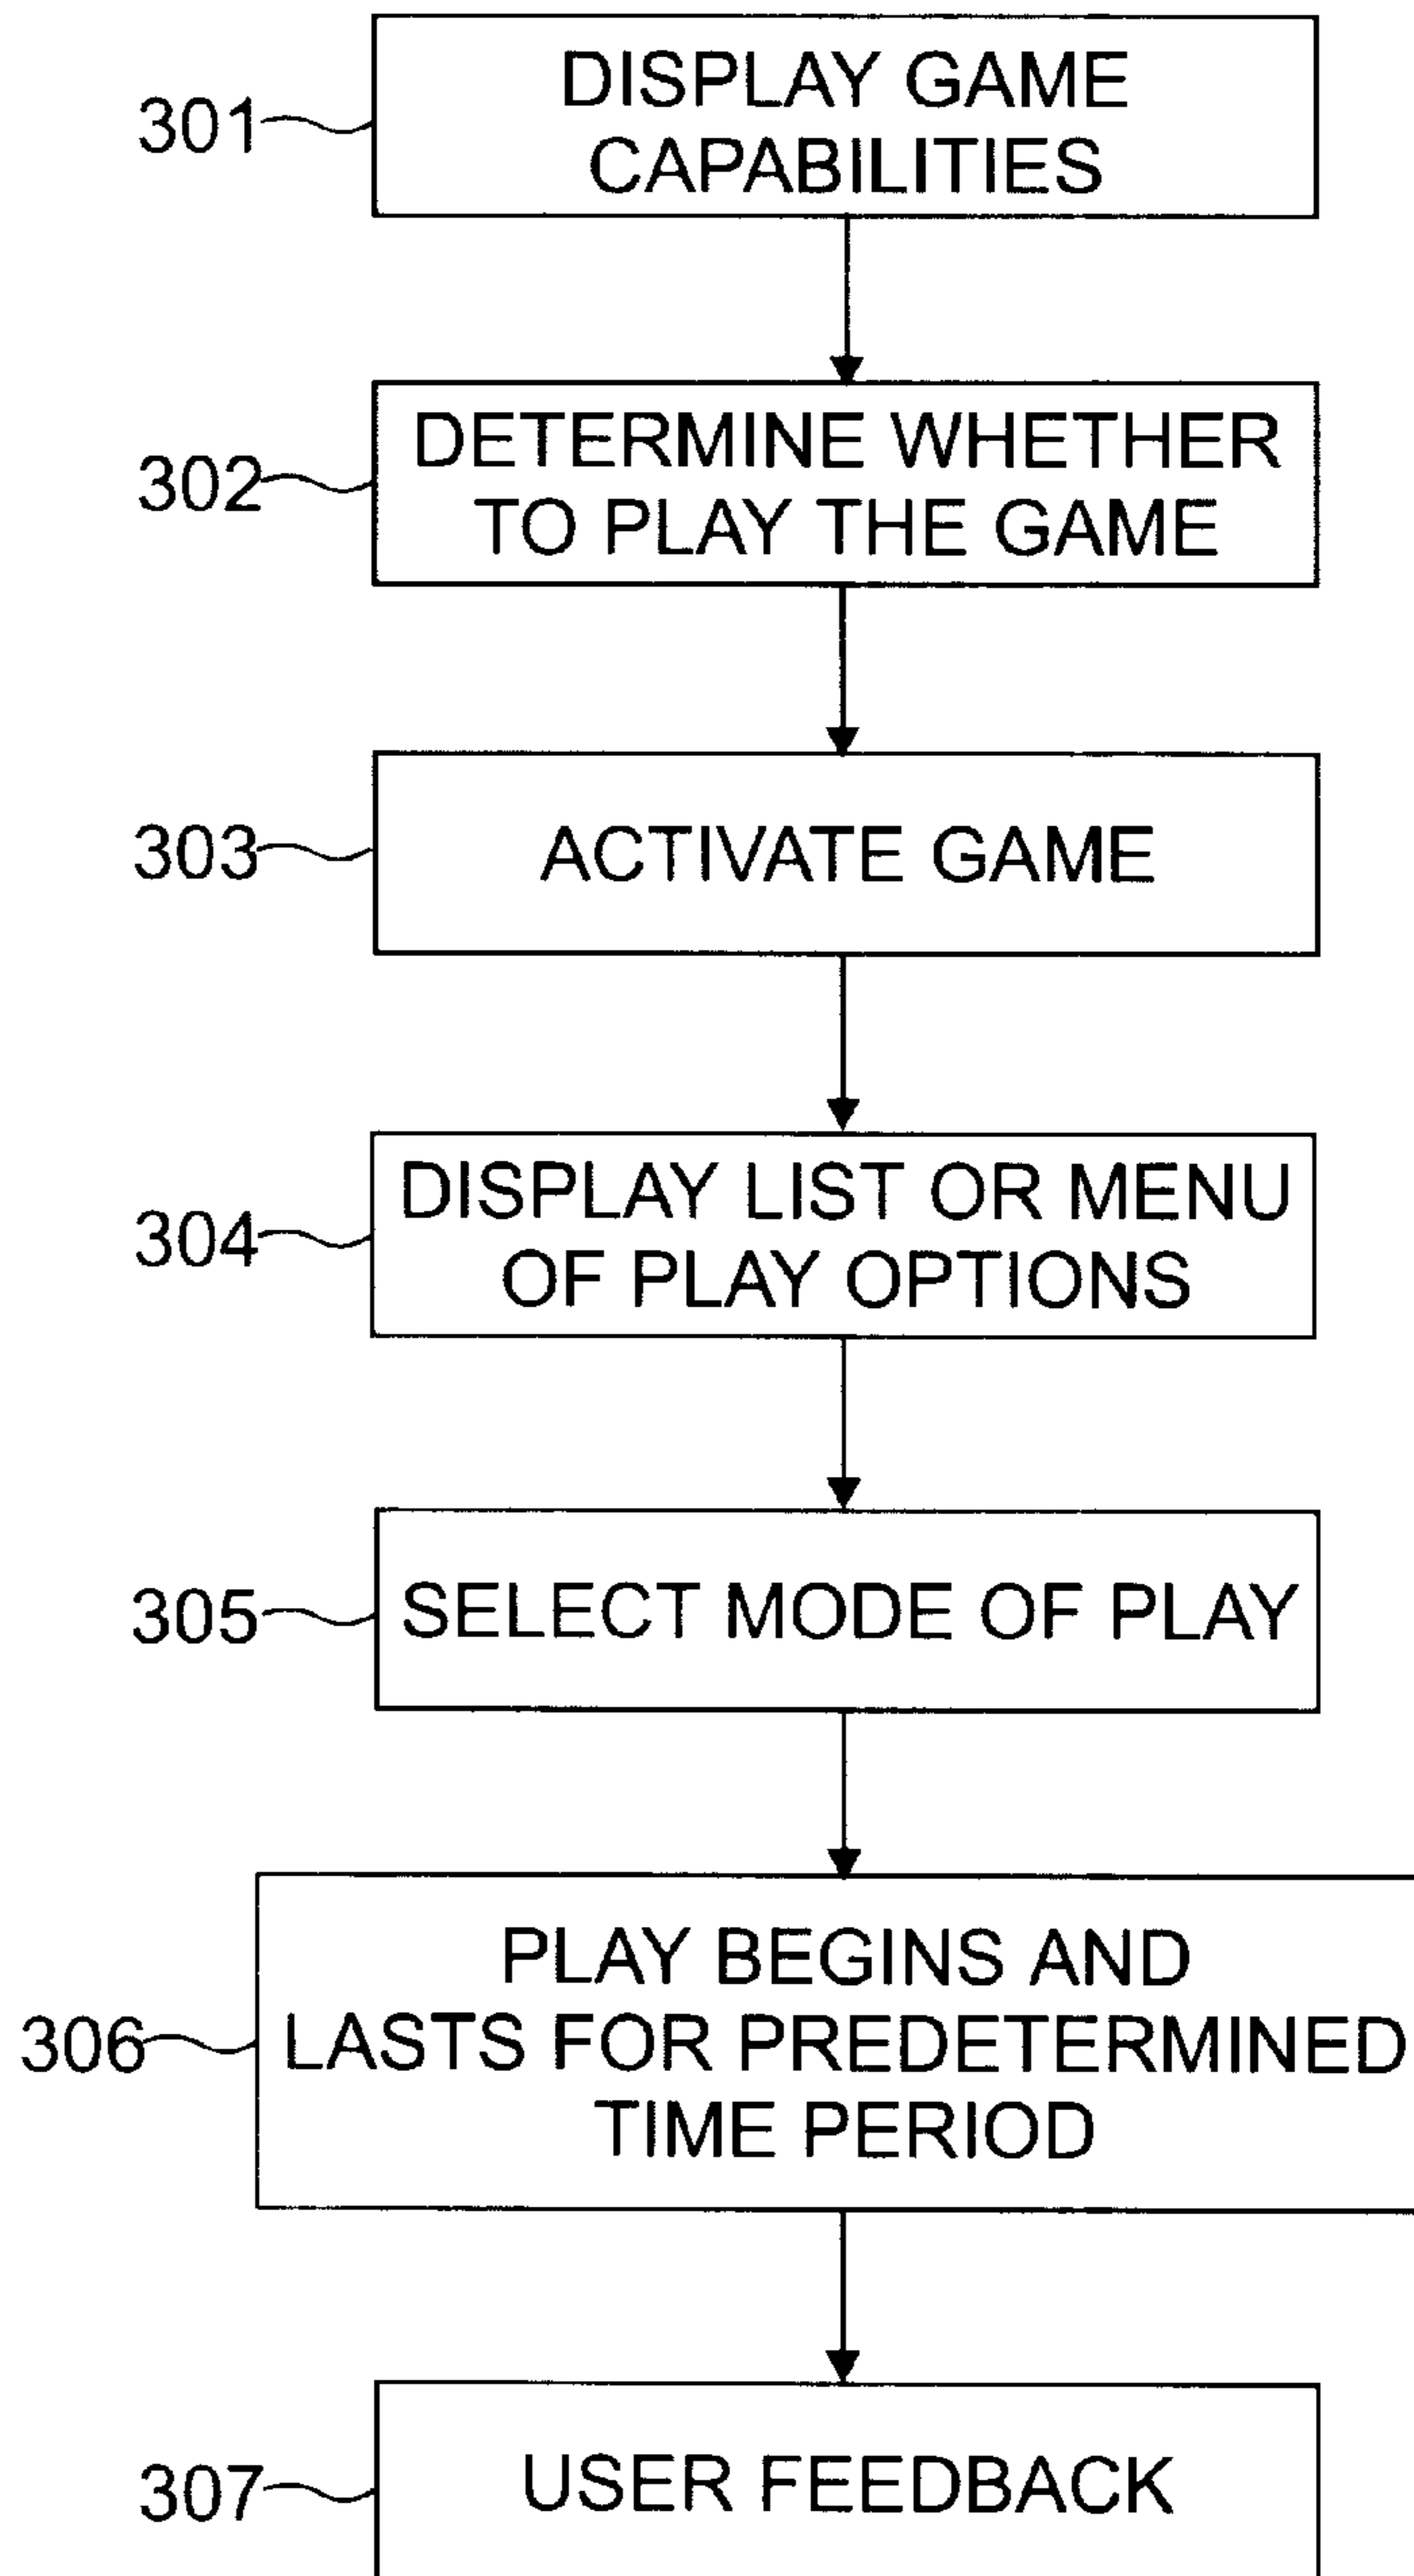 301
DISPLAY GAME
CAPABILITIES
302
DETERMINE WHETHER
TO PLAY THE GAME
303
ACTIVATE GAME
304
DISPLAY LIST OR MENU
OF PLAY OPTIONS
305
SELECT MODE OF PLAY
306
PLAY BEGINS AND
LASTS FOR PREDETERMINED
TIME PERIOD
307
USER FEEDBACK